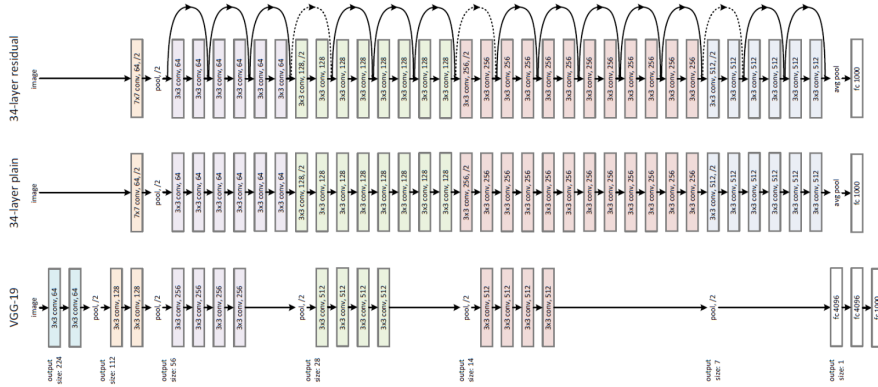 34-layer residual
image
7x7 conv, 64, /2
pool, /2
3x3 conv, 64
3x3 conv, 64
3x3 conv, 64
3x3 conv, 64
3x3 conv, 64
3x3 conv, 64
3x3 conv, 128, /2
3x3 conv, 128
3x3 conv, 128
3x3 conv, 128
3x3 conv, 128
3x3 conv, 128
3x3 conv, 128
3x3 conv, 128
3x3 conv, 256, /2
3x3 conv, 256
3x3 conv, 256
3x3 conv, 256
3x3 conv, 256
3x3 conv, 256
3x3 conv, 256
3x3 conv, 256
3x3 conv, 256
3x3 conv, 256
3x3 conv, 256
3x3 conv, 256
3x3 conv, 512, /2
3x3 conv, 512
3x3 conv, 512
3x3 conv, 512
3x3 conv, 512
3x3 conv, 512
avg pool
fc 1000
34-layer plain
image
7x7 conv, 64, /2
pool, /2
3x3 conv, 64
3x3 conv, 64
3x3 conv, 64
3x3 conv, 64
3x3 conv, 64
3x3 conv, 64
3x3 conv, 128, /2
3x3 conv, 128
3x3 conv, 128
3x3 conv, 128
3x3 conv, 128
3x3 conv, 128
3x3 conv, 128
3x3 conv, 128
3x3 conv, 256, /2
3x3 conv, 256
3x3 conv, 256
3x3 conv, 256
3x3 conv, 256
3x3 conv, 256
3x3 conv, 256
3x3 conv, 256
3x3 conv, 256
3x3 conv, 256
3x3 conv, 256
3x3 conv, 256
3x3 conv, 512, /2
3x3 conv, 512
3x3 conv, 512
3x3 conv, 512
3x3 conv, 512
3x3 conv, 512
avg pool
fc 1000
VGG-19
image
3x3 conv, 64
3x3 conv, 64
pool, /2
3x3 conv, 128
3x3 conv, 128
pool, /2
3x3 conv, 256
3x3 conv, 256
3x3 conv, 256
3x3 conv, 256
pool, /2
3x3 conv, 512
3x3 conv, 512
3x3 conv, 512
3x3 conv, 512
pool, /2
3x3 conv, 512
3x3 conv, 512
3x3 conv, 512
3x3 conv, 512
pool, /2
fc 4096
fc 4096
fc 1000
output
size: 224
output
size: 112
output
size: 56
output
size: 28
output
size: 14
output
size: 7
output
size: 1